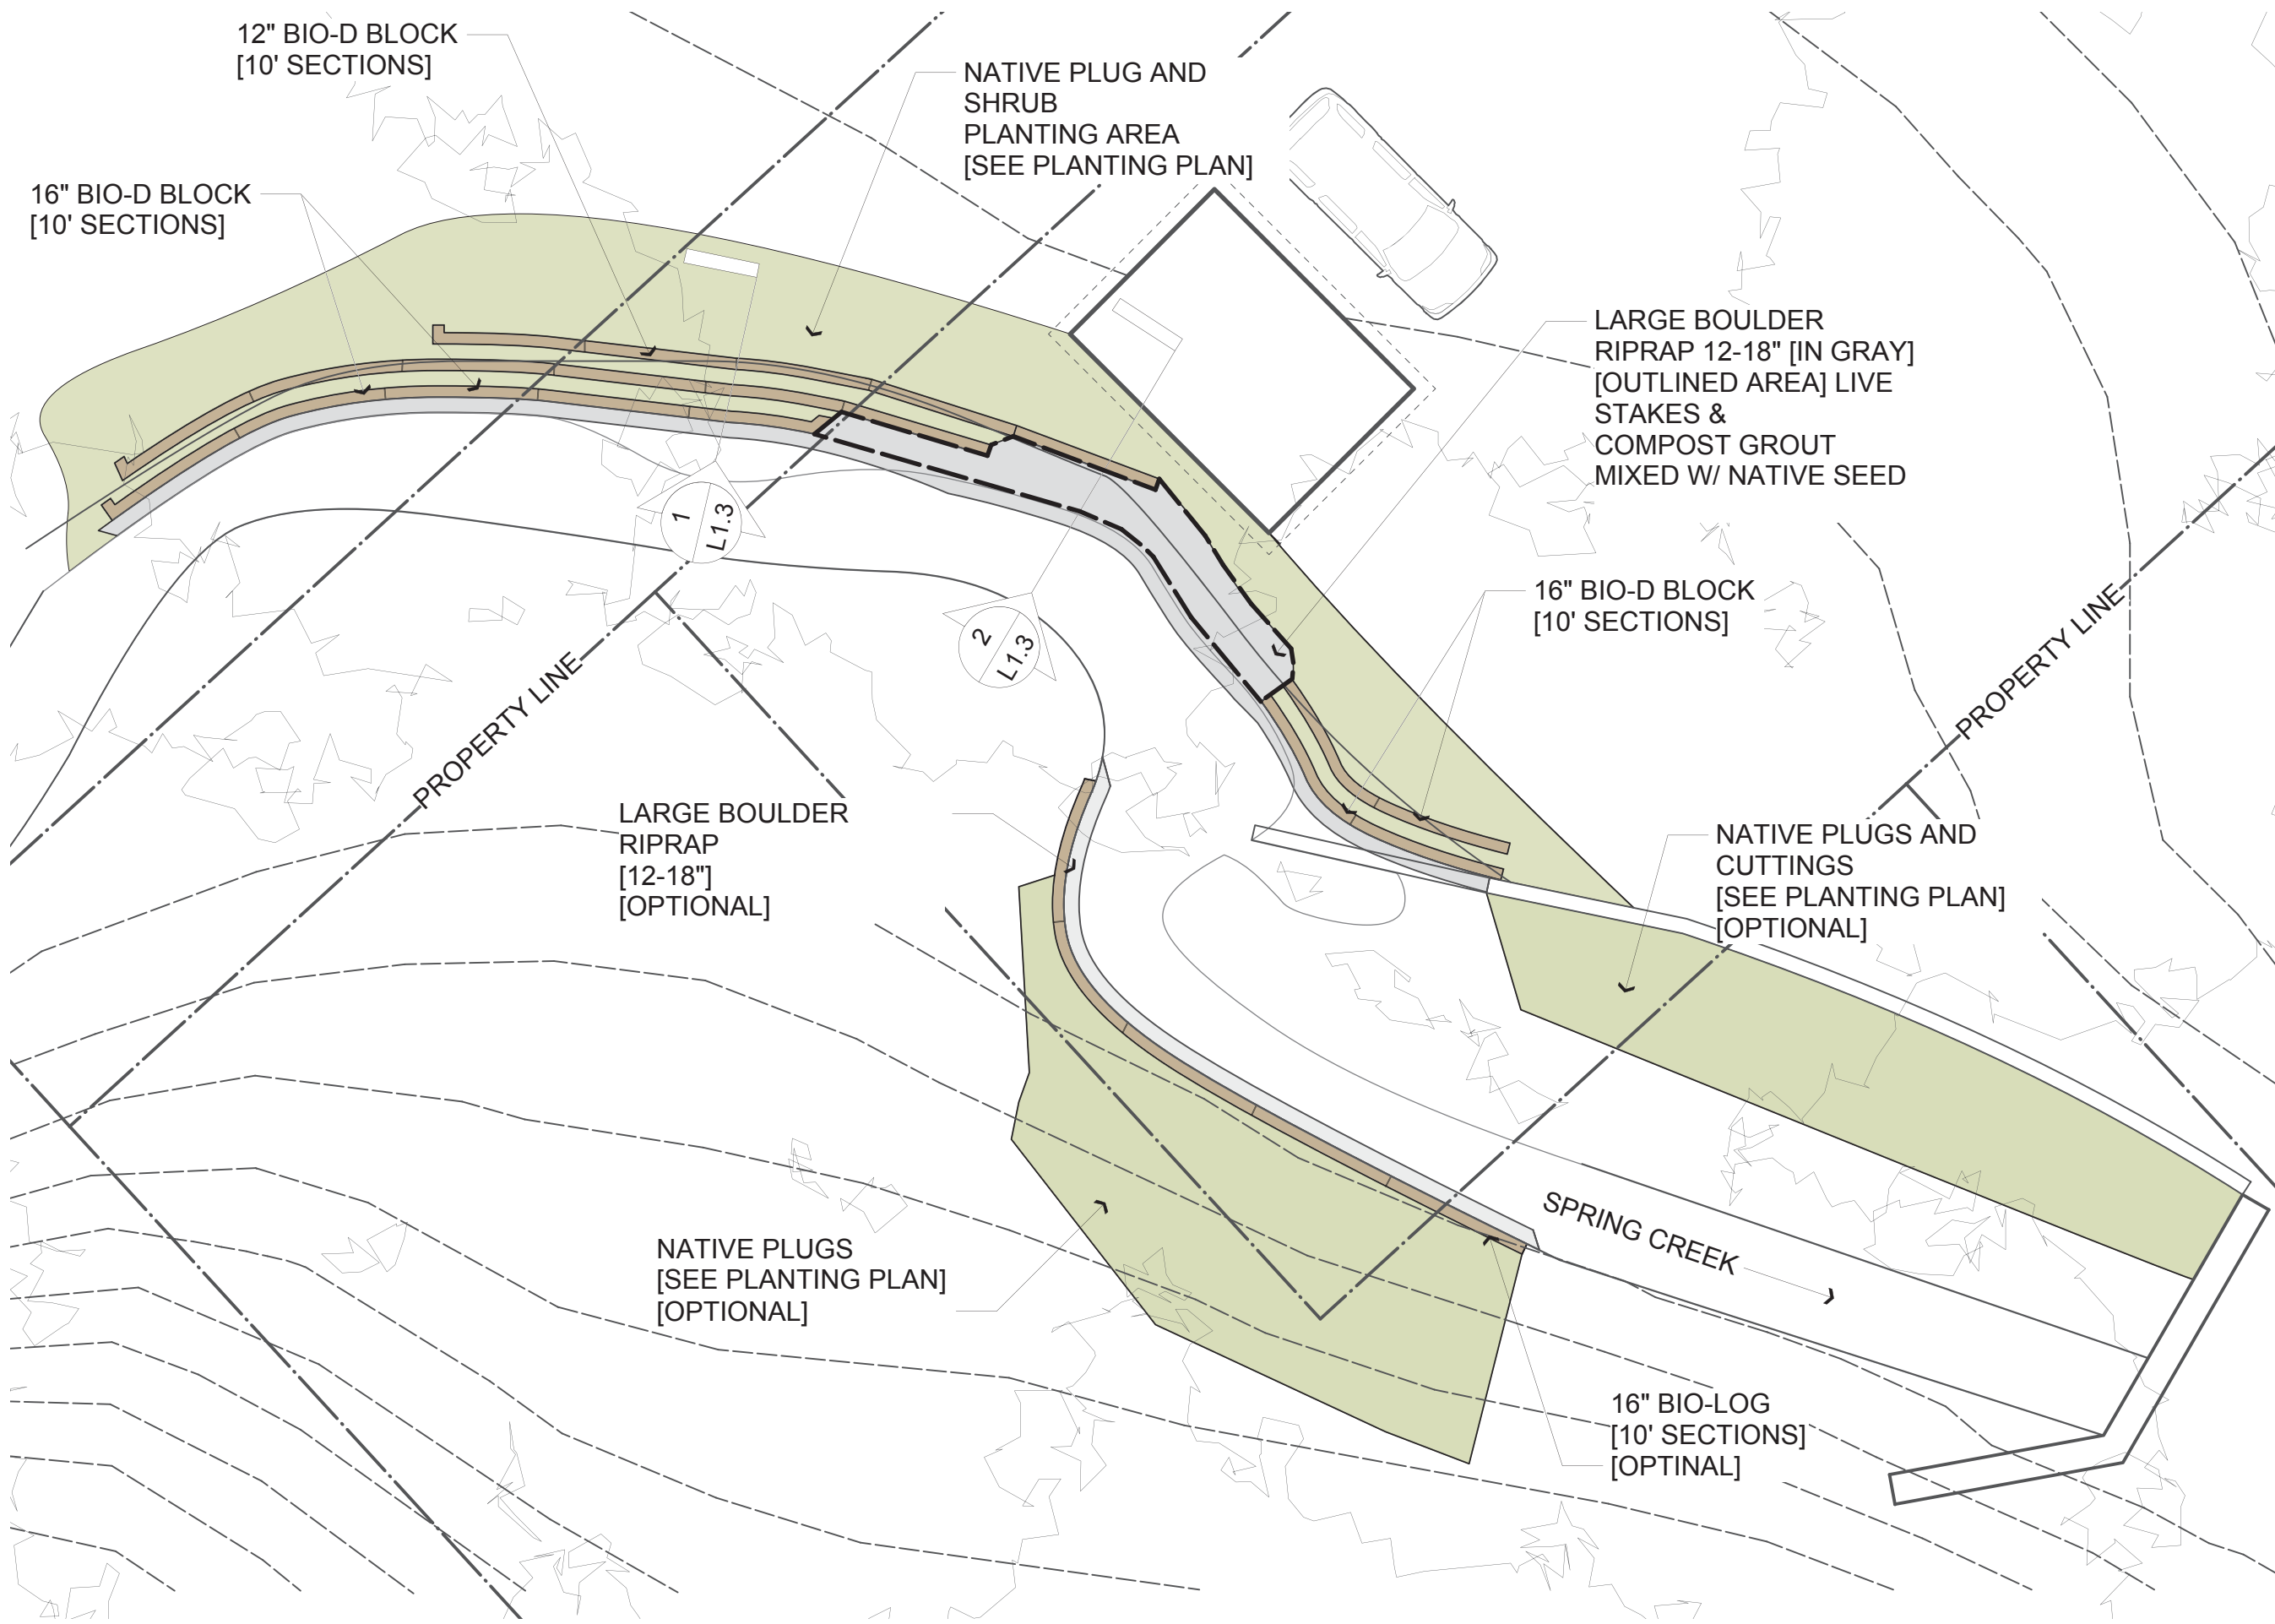 12" BIO-D BLOCK
[10' SECTIONS]
NATIVE PLUG AND
SHRUB
PLANTING AREA
[SEE PLANTING PLAN]
16" BIO-D BLOCK
[10' SECTIONS]
LARGE BOULDER
RIPRAP 12-18" [IN GRAY]
[OUTLINED AREA] LIVE
STAKES &
COMPOST GROUT
MIXED W/ NATIVE SEED
1
L1.3
2
L1.3
16" BIO-D BLOCK
[10' SECTIONS]
PROPERTY LINE
PROPERTY LINE
LARGE BOULDER
RIPRAP
[12-18"]
[OPTIONAL]
NATIVE PLUGS AND
CUTTINGS
[SEE PLANTING PLAN]
[OPTIONAL]
SPRING CREEK
NATIVE PLUGS
[SEE PLANTING PLAN]
[OPTIONAL]
16" BIO-LOG
[10' SECTIONS]
[OPTINAL]